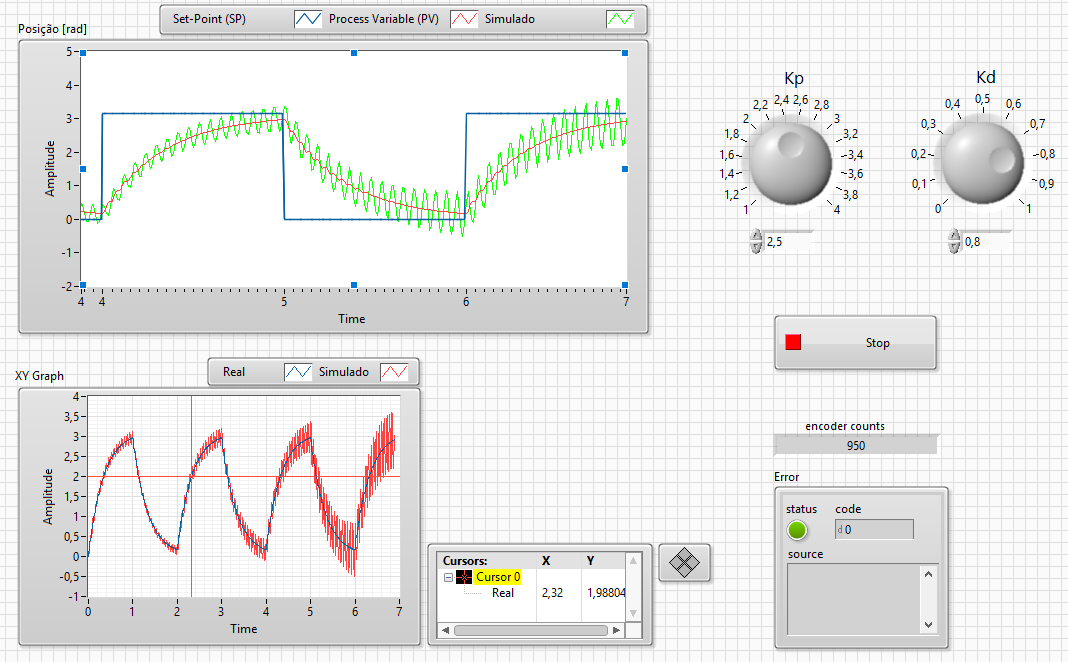 Set-Point (SP) Process Variable (PV) Simulado
Posição [rad]
5
4
3
2
1
0
-1
-2
Amplitude
4 4 5 6 7
Time
Kp
1 1,2 1,4 1,6 1,8 2 2,2 2,4 2,6 2,8 3 3,2 3,4 3,6 3,8 4
2,5
Kd
0 0,1 0,2 0,3 0,4 0,5 0,6 0,7 0,8 0,9 1
0,8
Stop
XY Graph
Real Simulado
4
3,5
3
2,5
2
1,5
1
0,5
0
-0,5
-1
Amplitude
0 1 2 3 4 5 6 7
Time
Cursors: X Y
Cursor 0
Real 2,32 1,98804
encoder counts
950
Error
status code
d 0
source